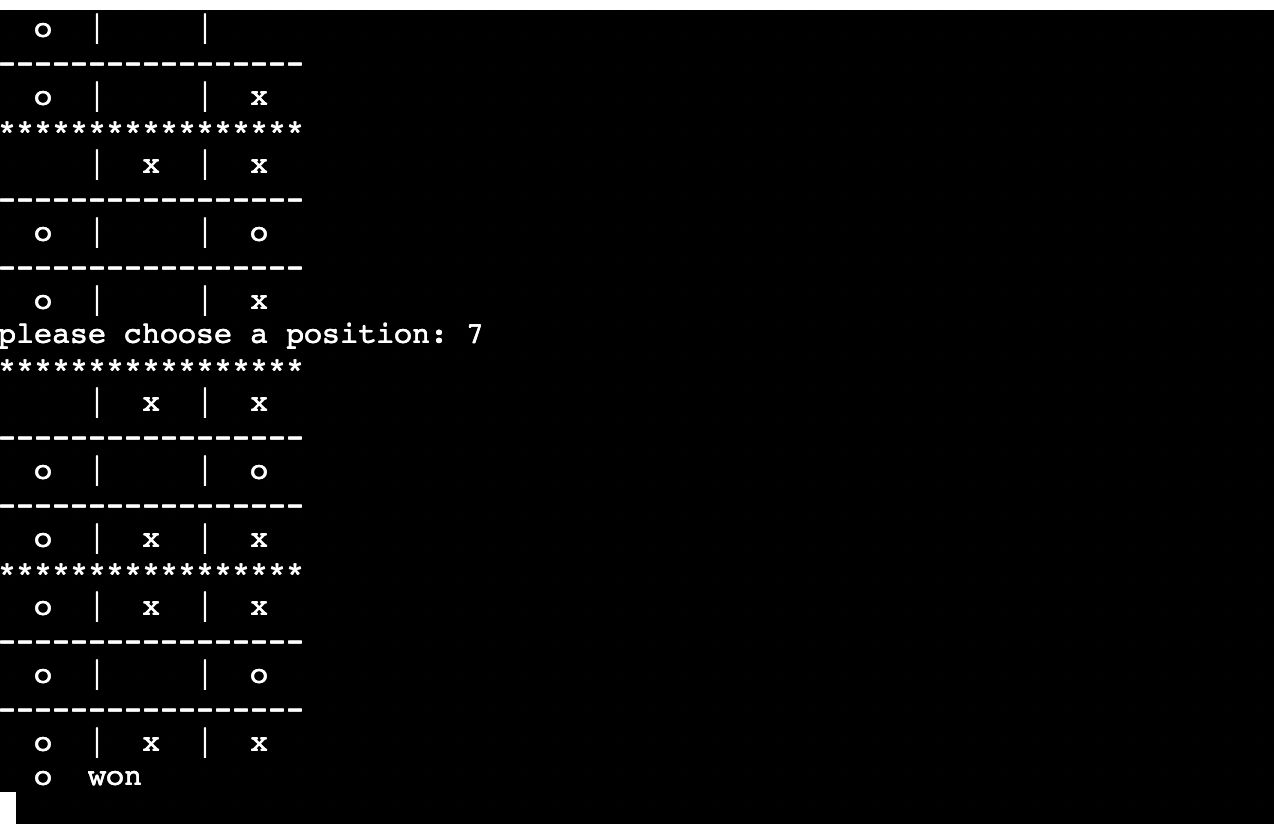 o  |     |
-----------------
  o  |     |  x
*****************
     |  x  |  x
-----------------
  o  |     |  o
-----------------
  o  |     |  x
please choose a position: 7
*****************
     |  x  |  x
-----------------
  o  |     |  o
-----------------
  o  |  x  |  x
*****************
  o  |  x  |  x
-----------------
  o  |     |  o
-----------------
  o  |  x  |  x
  o  won